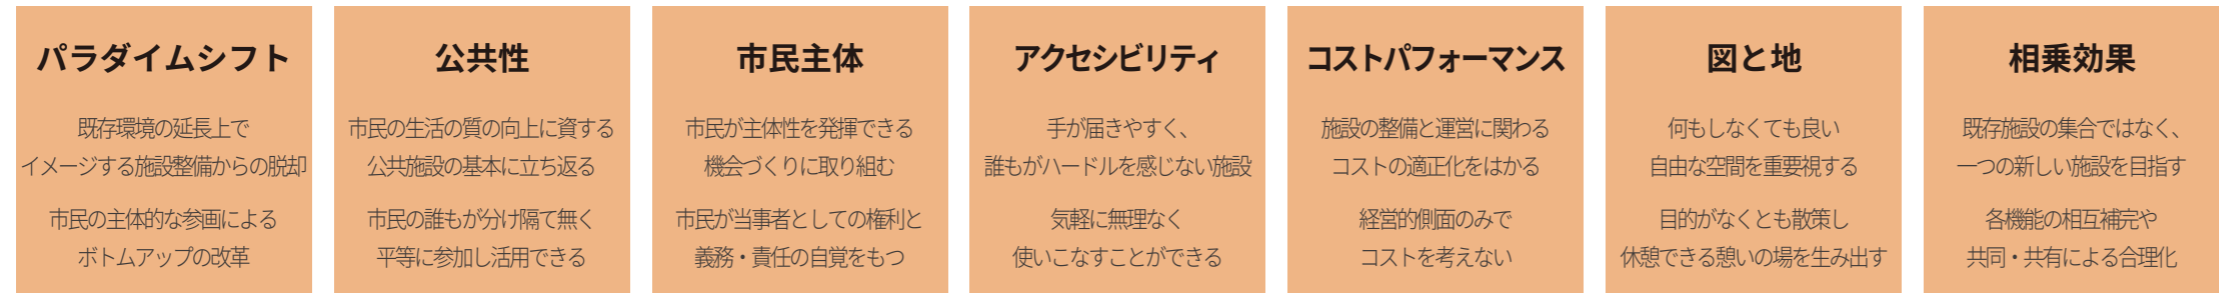 パラダイムシフト
既存環境の延長上で
イメージする施設整備からの脱却
市民の主体的な参画による
ボトムアップの改革
公共性
市民の生活の質の向上に資する
公共施設の基本に立ち返る
市民の誰もが分け隔て無く
平等に参加し活用できる
市民主体
市民が主体性を発揮できる
機会づくりに取り組む
市民が当事者としての権利と
義務・責任の自覚をもつ
アクセシビリティ
手が届きやすく、
誰もがハードルを感じない施設
気軽に無理なく
使いこなすことができる
コストパフォーマンス
施設の整備と運営に関わる
コストの適正化をはかる
経営的側面のみで
コストを考えない
図と地
何もしなくても良い
自由な空間を重要視する
目的がなくとも散策し
休憩できる憩いの場を生み出す
相乗効果
既存施設の集合ではなく、
一つの新しい施設を目指す
各機能の相互補完や
共同・共有による合理化